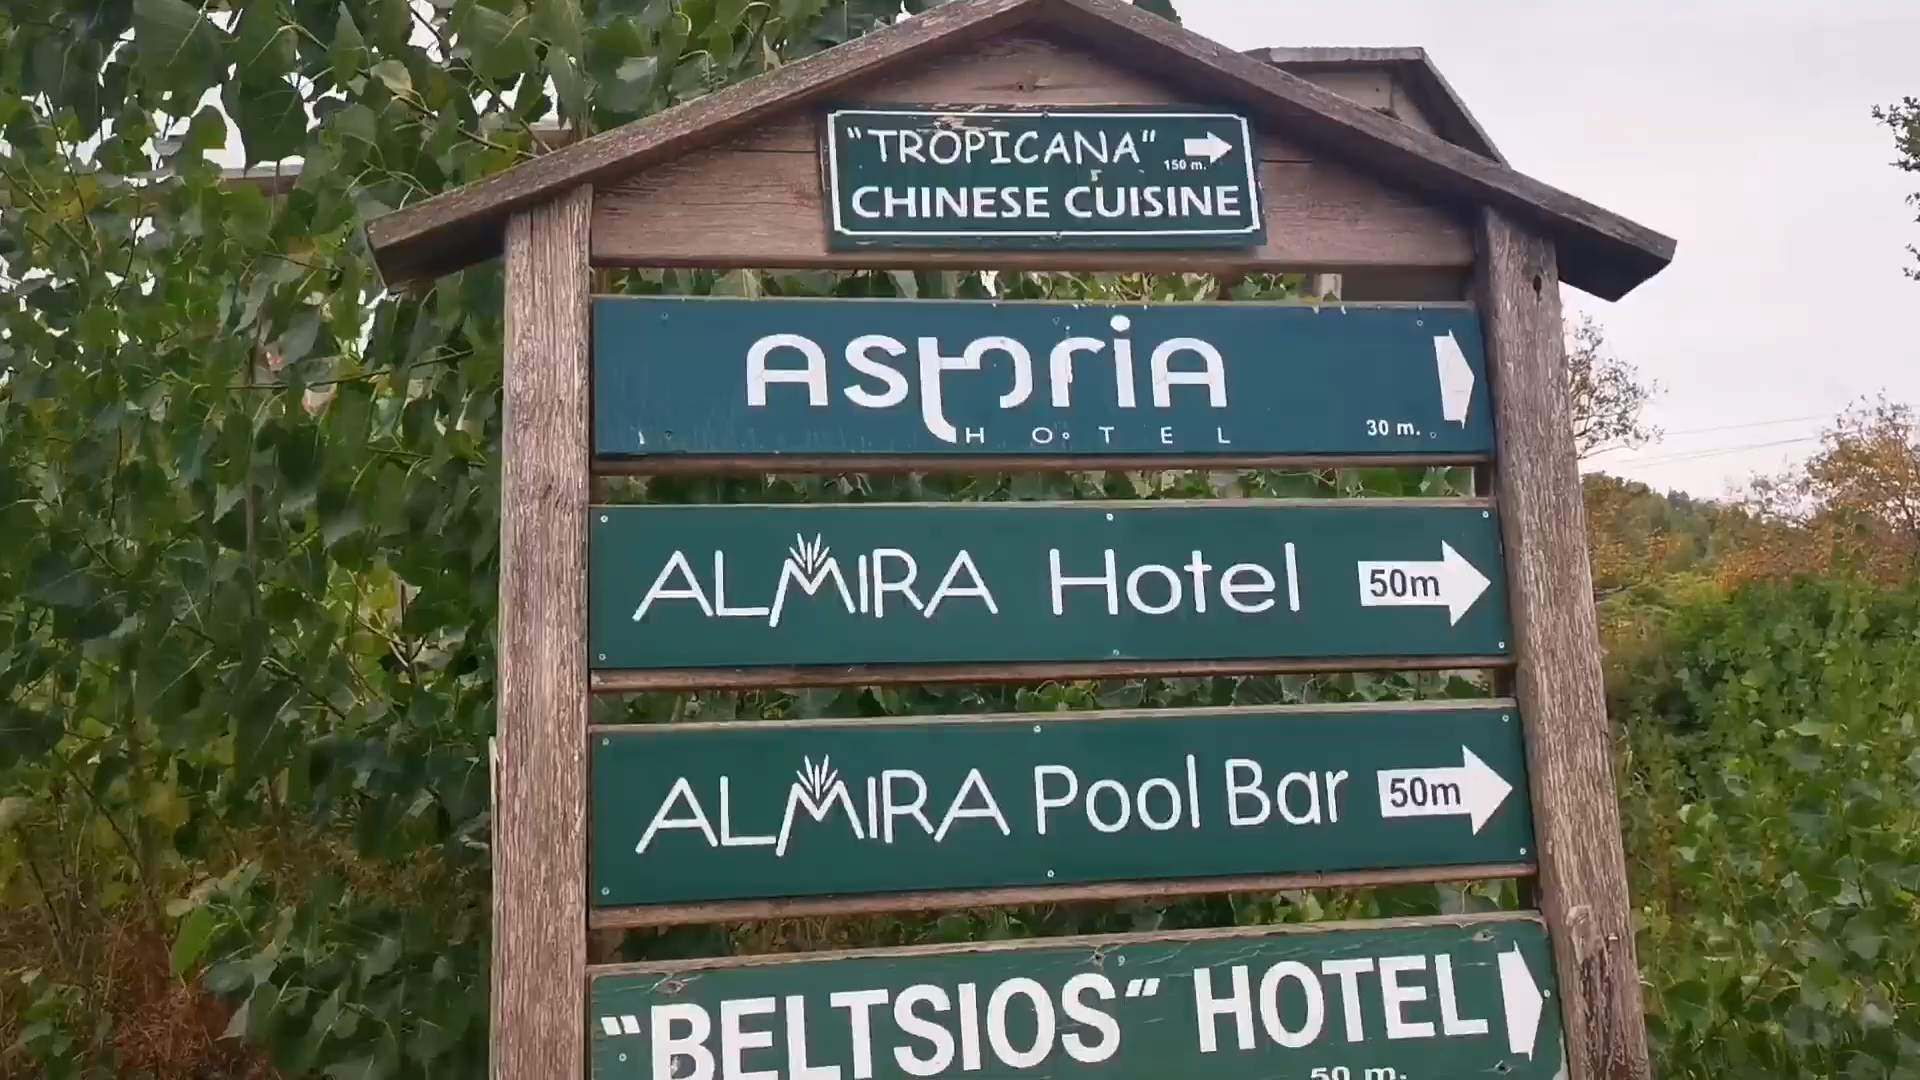 "TROPICANA"
150 m.
CHINESE CUISINE
ASTORIA
HOTEL
30 m.
ALMIRA Hotel 50m
ALMIRA Pool Bar 50m
"BELTSIOS" HOTEL
50 m.